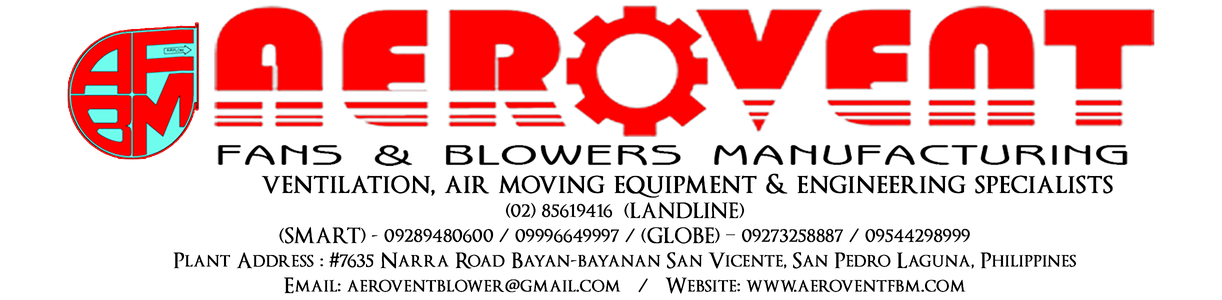 AFBM
AEROVENT
FANS & BLOWERS MANUFACTURING
VENTILATION, AIR MOVING EQUIPMENT & ENGINEERING SPECIALISTS
(02) 85619416 (LANDLINE)
(SMART) - 09289480600 / 09996649997 / (GLOBE) – 09273258887 / 09544298999
PLANT ADDRESS : #7635 NARRA ROAD BAYAN-BAYANAN SAN VICENTE, SAN PEDRO LAGUNA, PHILIPPINES
EMAIL: AEROVENTBLOWER@GMAIL.COM / WEBSITE: WWW.AEROVENTFBM.COM